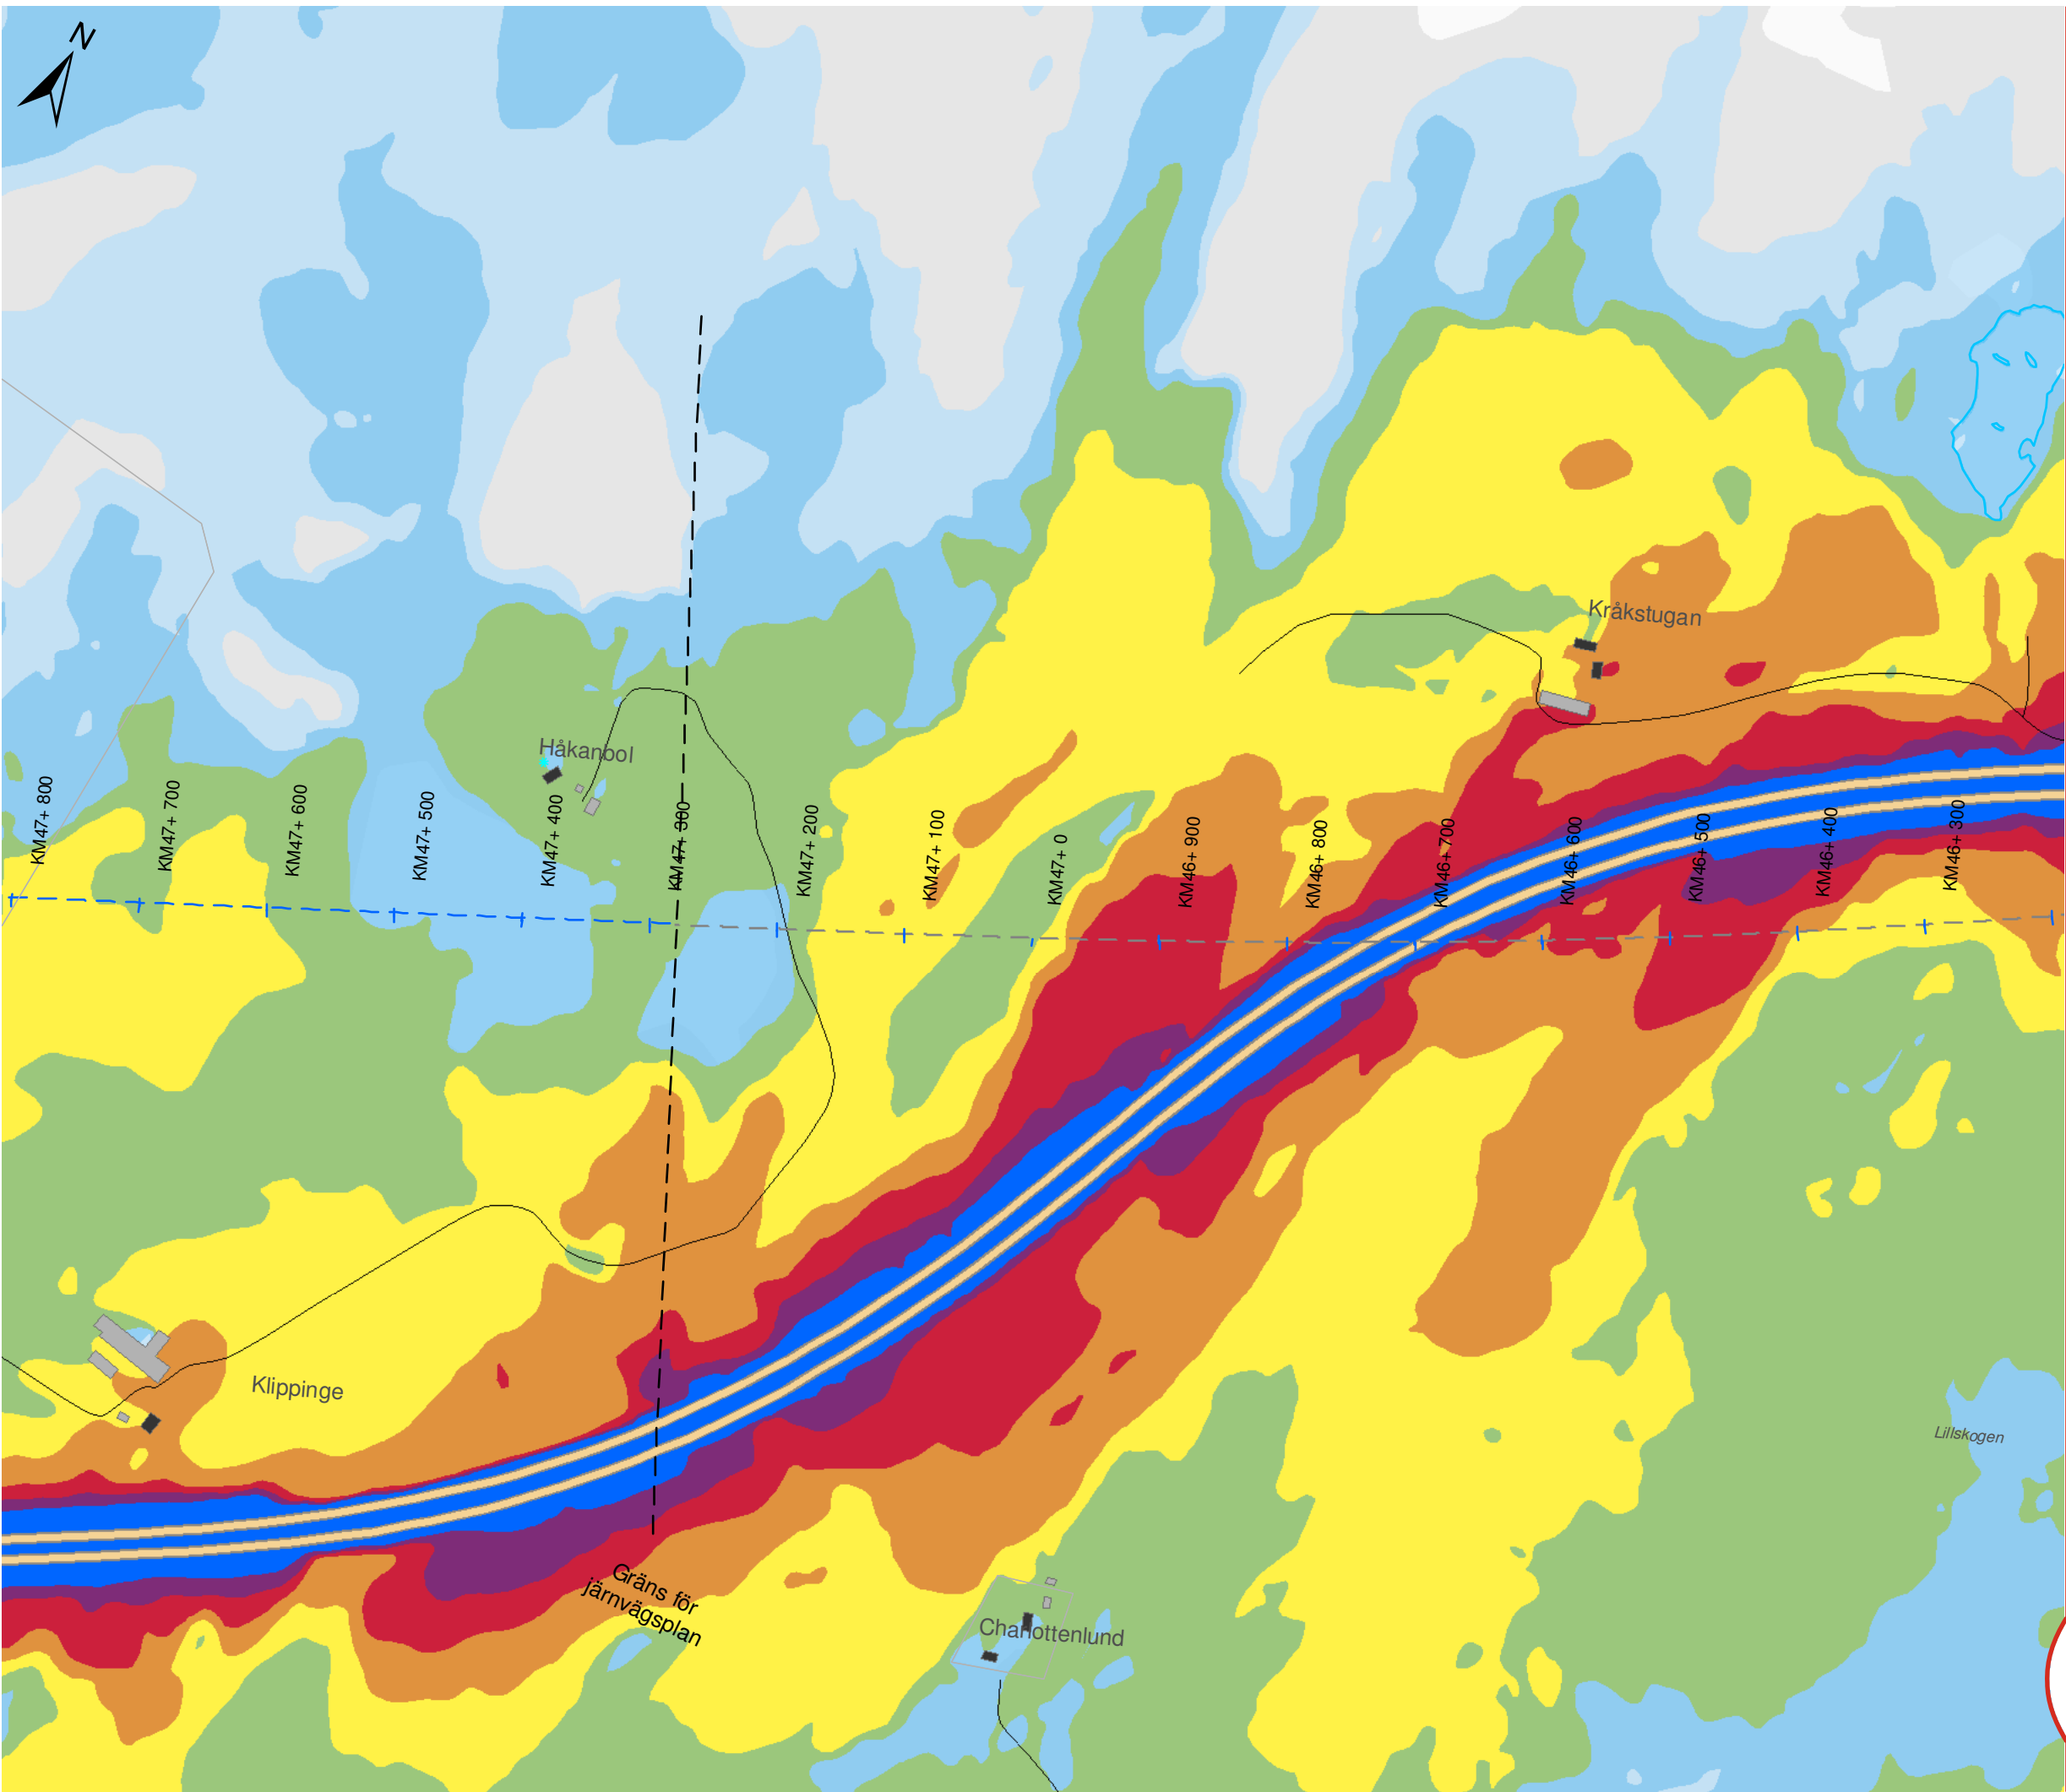 N
Kråkstugan
Håkanbol
KM47+ 800
KM47+ 700
KM47+ 600
KM47+ 500
KM47+ 400
KM47+ 300
KM47+ 200
KM47+ 100
KM47+ 0
KM46+ 900
KM46+ 800
KM46+ 700
KM46+ 600
KM46+ 500
KM46+ 400
KM46+ 300
Klippinge
Lillskogen
Gräns för
järnvägsplan
Charlottenlund